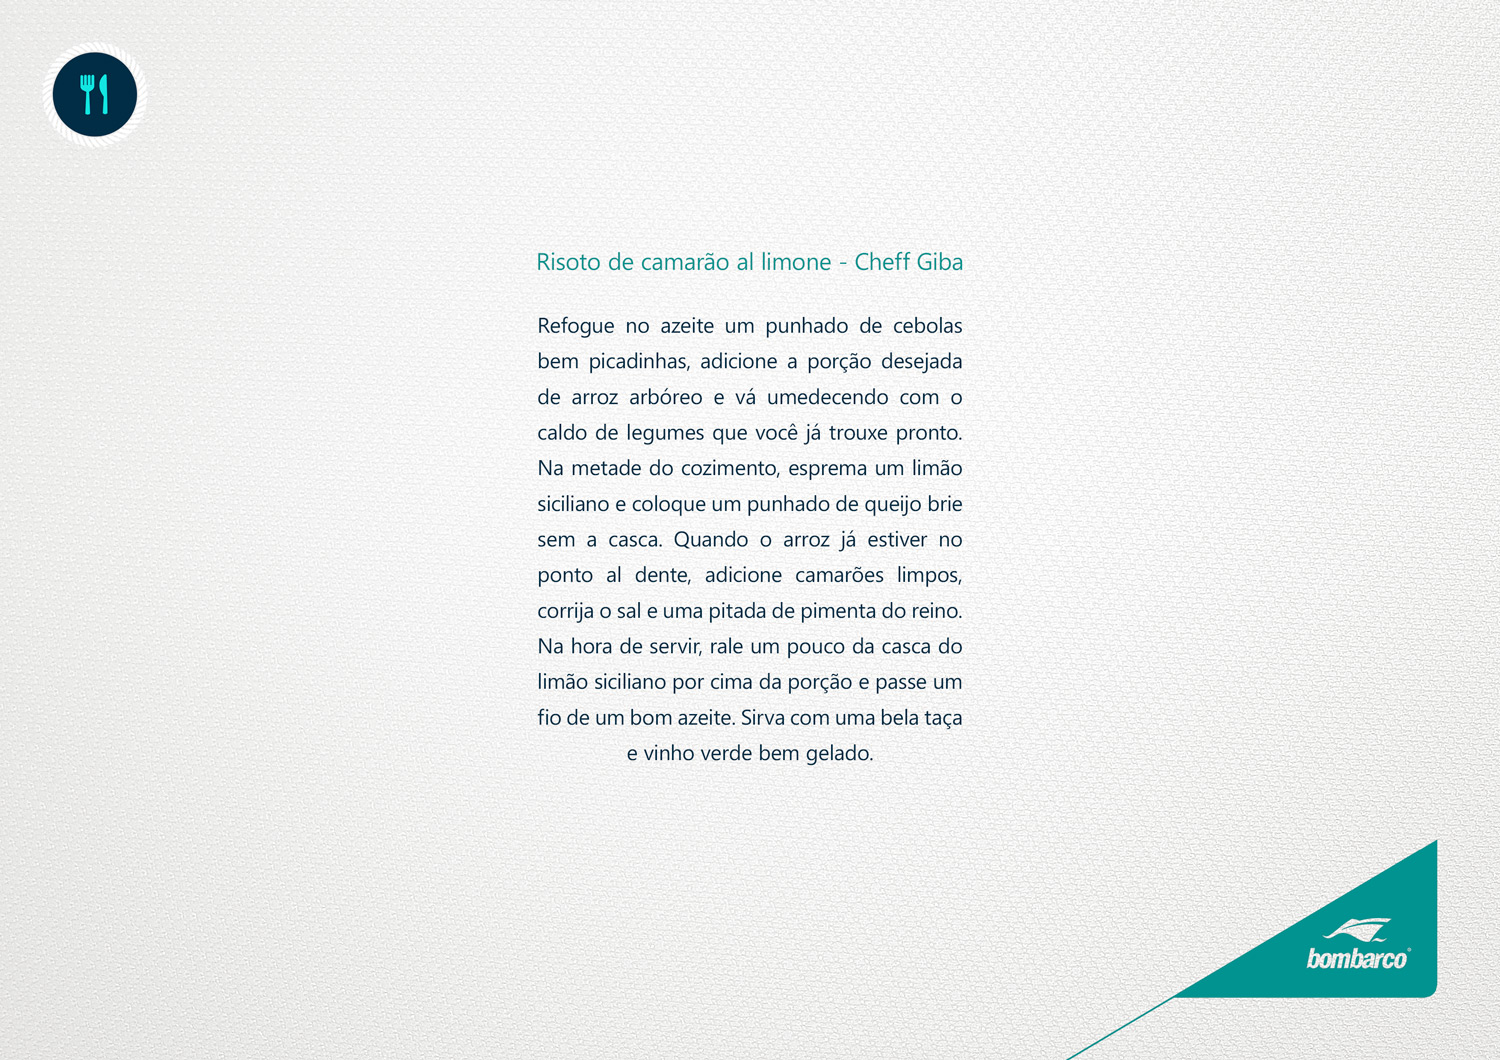 Risoto de camarão al limone - Cheff Giba
Refogue no azeite um punhado de cebolas
bem picadinhas, adicione a porção desejada
de arroz arbóreo e vá umedecendo com o
caldo de legumes que você já trouxe pronto.
Na metade do cozimento, esprema um limão
siciliano e coloque um punhado de queijo brie
sem a casca. Quando o arroz já estiver no
ponto al dente, adicione camarões limpos,
corrija o sal e uma pitada de pimenta do reino.
Na hora de servir, rale um pouco da casca do
limão siciliano por cima da porção e passe um
fio de um bom azeite. Sirva com uma bela taça
e vinho verde bem gelado.
bombarco®